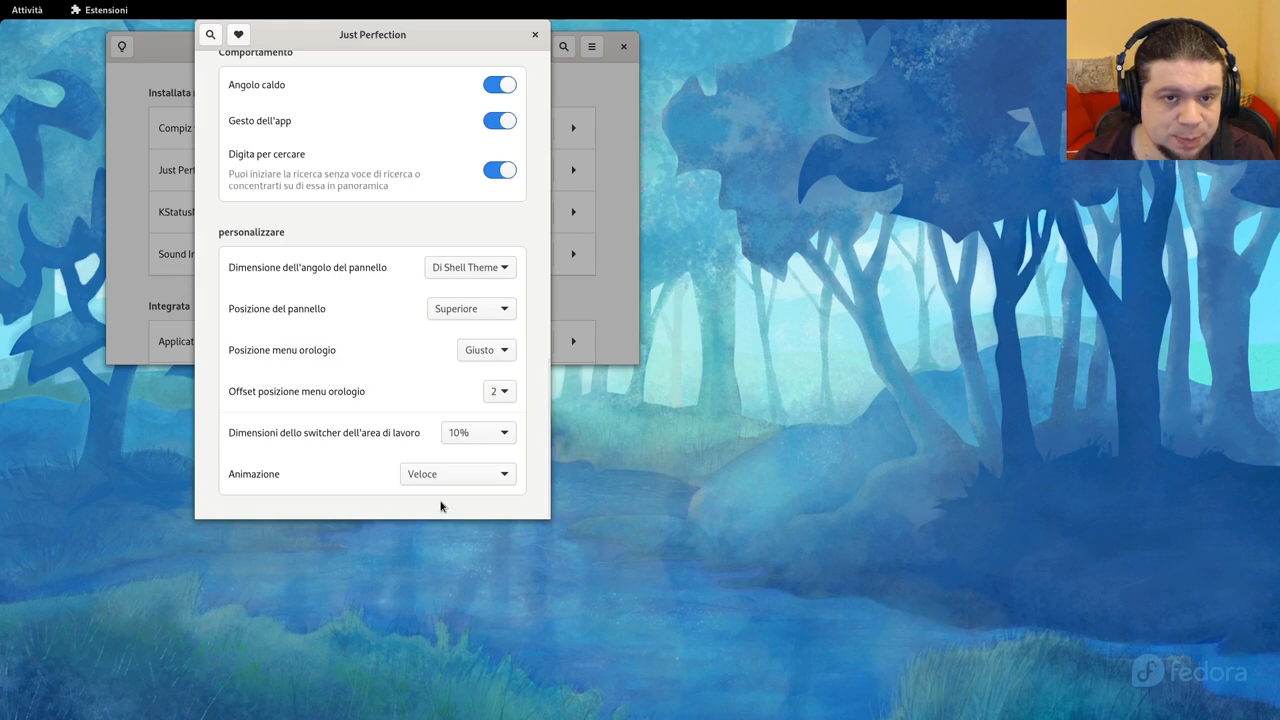 Attività
Estensioni
Just Perfection
Comportamento
Angolo caldo
Gesto dell'app
Digita per cercare
Puoi iniziare la ricerca senza voce di ricerca o
concentrarti su di essa in panoramica
personalizzare
Dimensione dell'angolo del pannello
Di Shell Theme
Posizione del pannello
Superiore
Posizione menu orologio
Giusto
Offset posizione menu orologio
2
Dimensioni dello switcher dell'area di lavoro
10%
Animazione
Veloce
Installata
Compiz
Just Perf
KStatus
Sound In
Integrata
Applicat
fedora